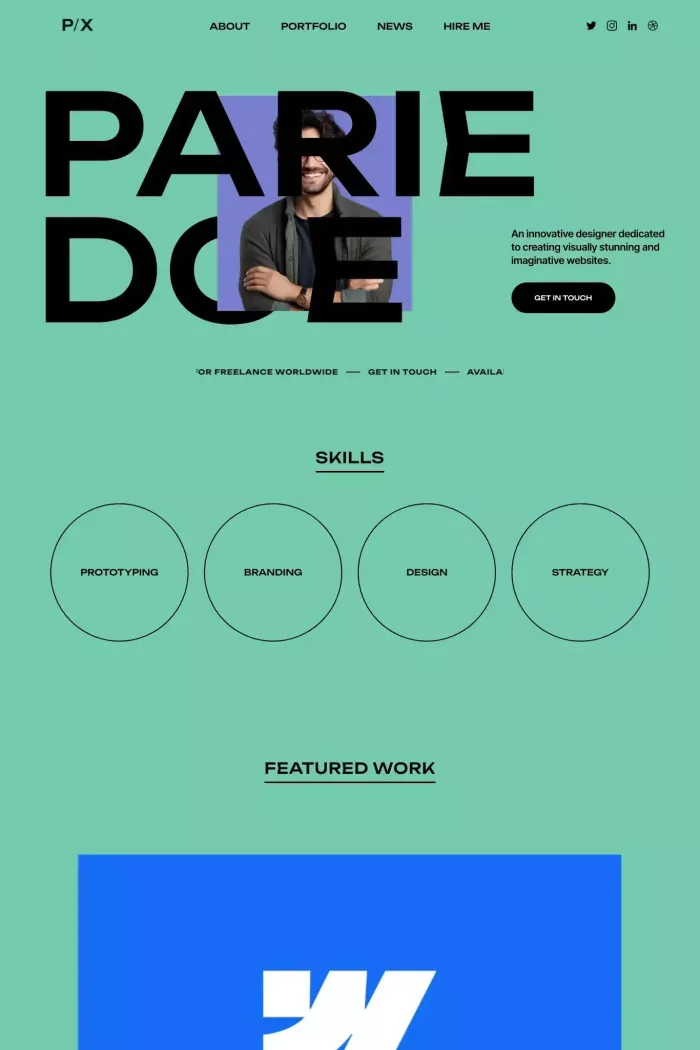 P/X
ABOUT
PORTFOLIO
NEWS
HIRE ME
PARIE
DOE
An innovative designer dedicated
to creating visually stunning and
imaginative websites.
GET IN TOUCH
OR FREELANCE WORLDWIDE — GET IN TOUCH — AVAILA
SKILLS
PROTOTYPING
BRANDING
DESIGN
STRATEGY
FEATURED WORK